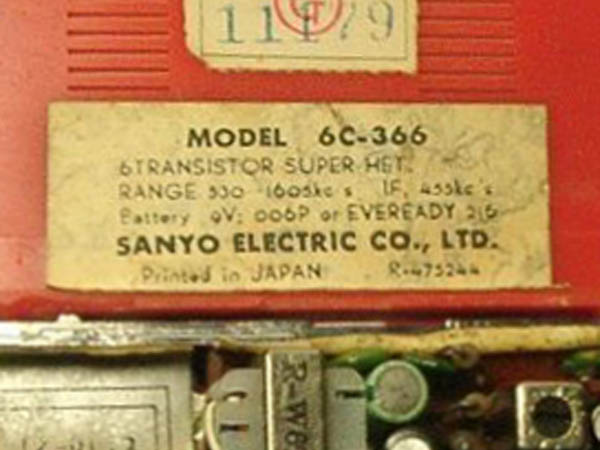 11179
MODEL 6C-366
6TRANSISTOR SUPER HET.
RANGE 530 1605kc s IF, 455kc s
Battery 9V; 006P or EVEREADY 216
SANYO ELECTRIC CO., LTD.
Printed in JAPAN R-475244